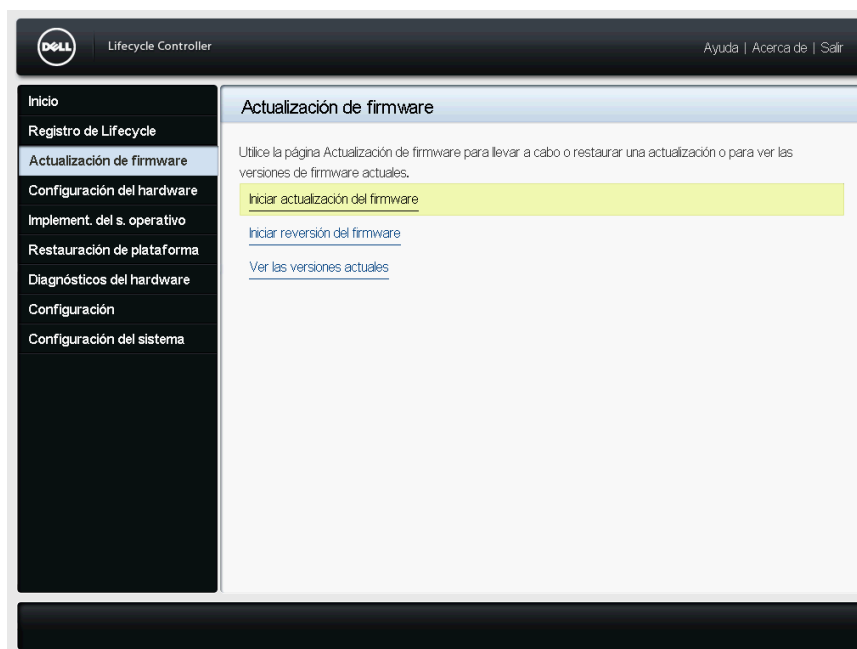 DELL
Lifecycle Controller
Ayuda | Acerca de | Salir
Inicio
Registro de Lifecycle
Actualización de firmware
Configuración del hardware
Implement. del s. operativo
Restauración de plataforma
Diagnósticos del hardware
Configuración
Configuración del sistema
Actualización de firmware
Utilice la página Actualización de firmware para llevar a cabo o restaurar una actualización o para ver las
versiones de firmware actuales.
Iniciar actualización del firmware
Iniciar reversión del firmware
Ver las versiones actuales